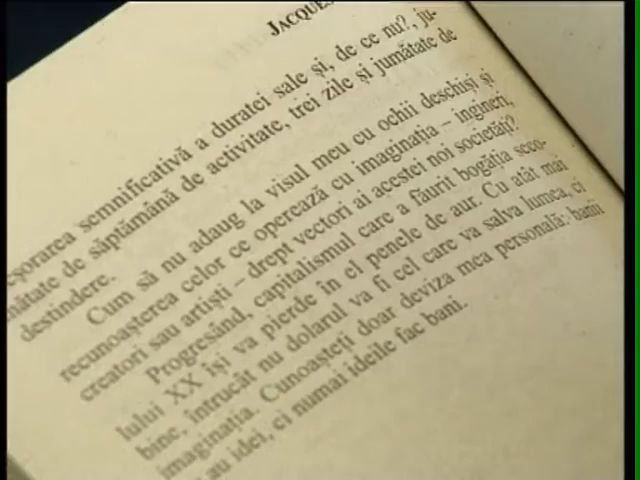 JACQUES
eșorarea semnificativă a duratei sale și, de ce nu?, ju-
mătate de săptămână de activitate, trei zile și jumătate de
destindere.
Cum să nu adaug la visul meu cu ochii deschiși și
recunoașterea celor ce operează cu imaginația – ingineri,
creatori sau artiști – drept vectori ai acestei noi societăți?
Progresând, capitalismul care a făurit bogăția seco-
lului XX își va pierde în el penele de aur. Cu atât mai
bine, întrucât nu dolarul va fi cel care va salva lumea, ci
imaginația. Cunoașteți doar deviza mea personală: banii
au idei, ci numai ideile fac bani.